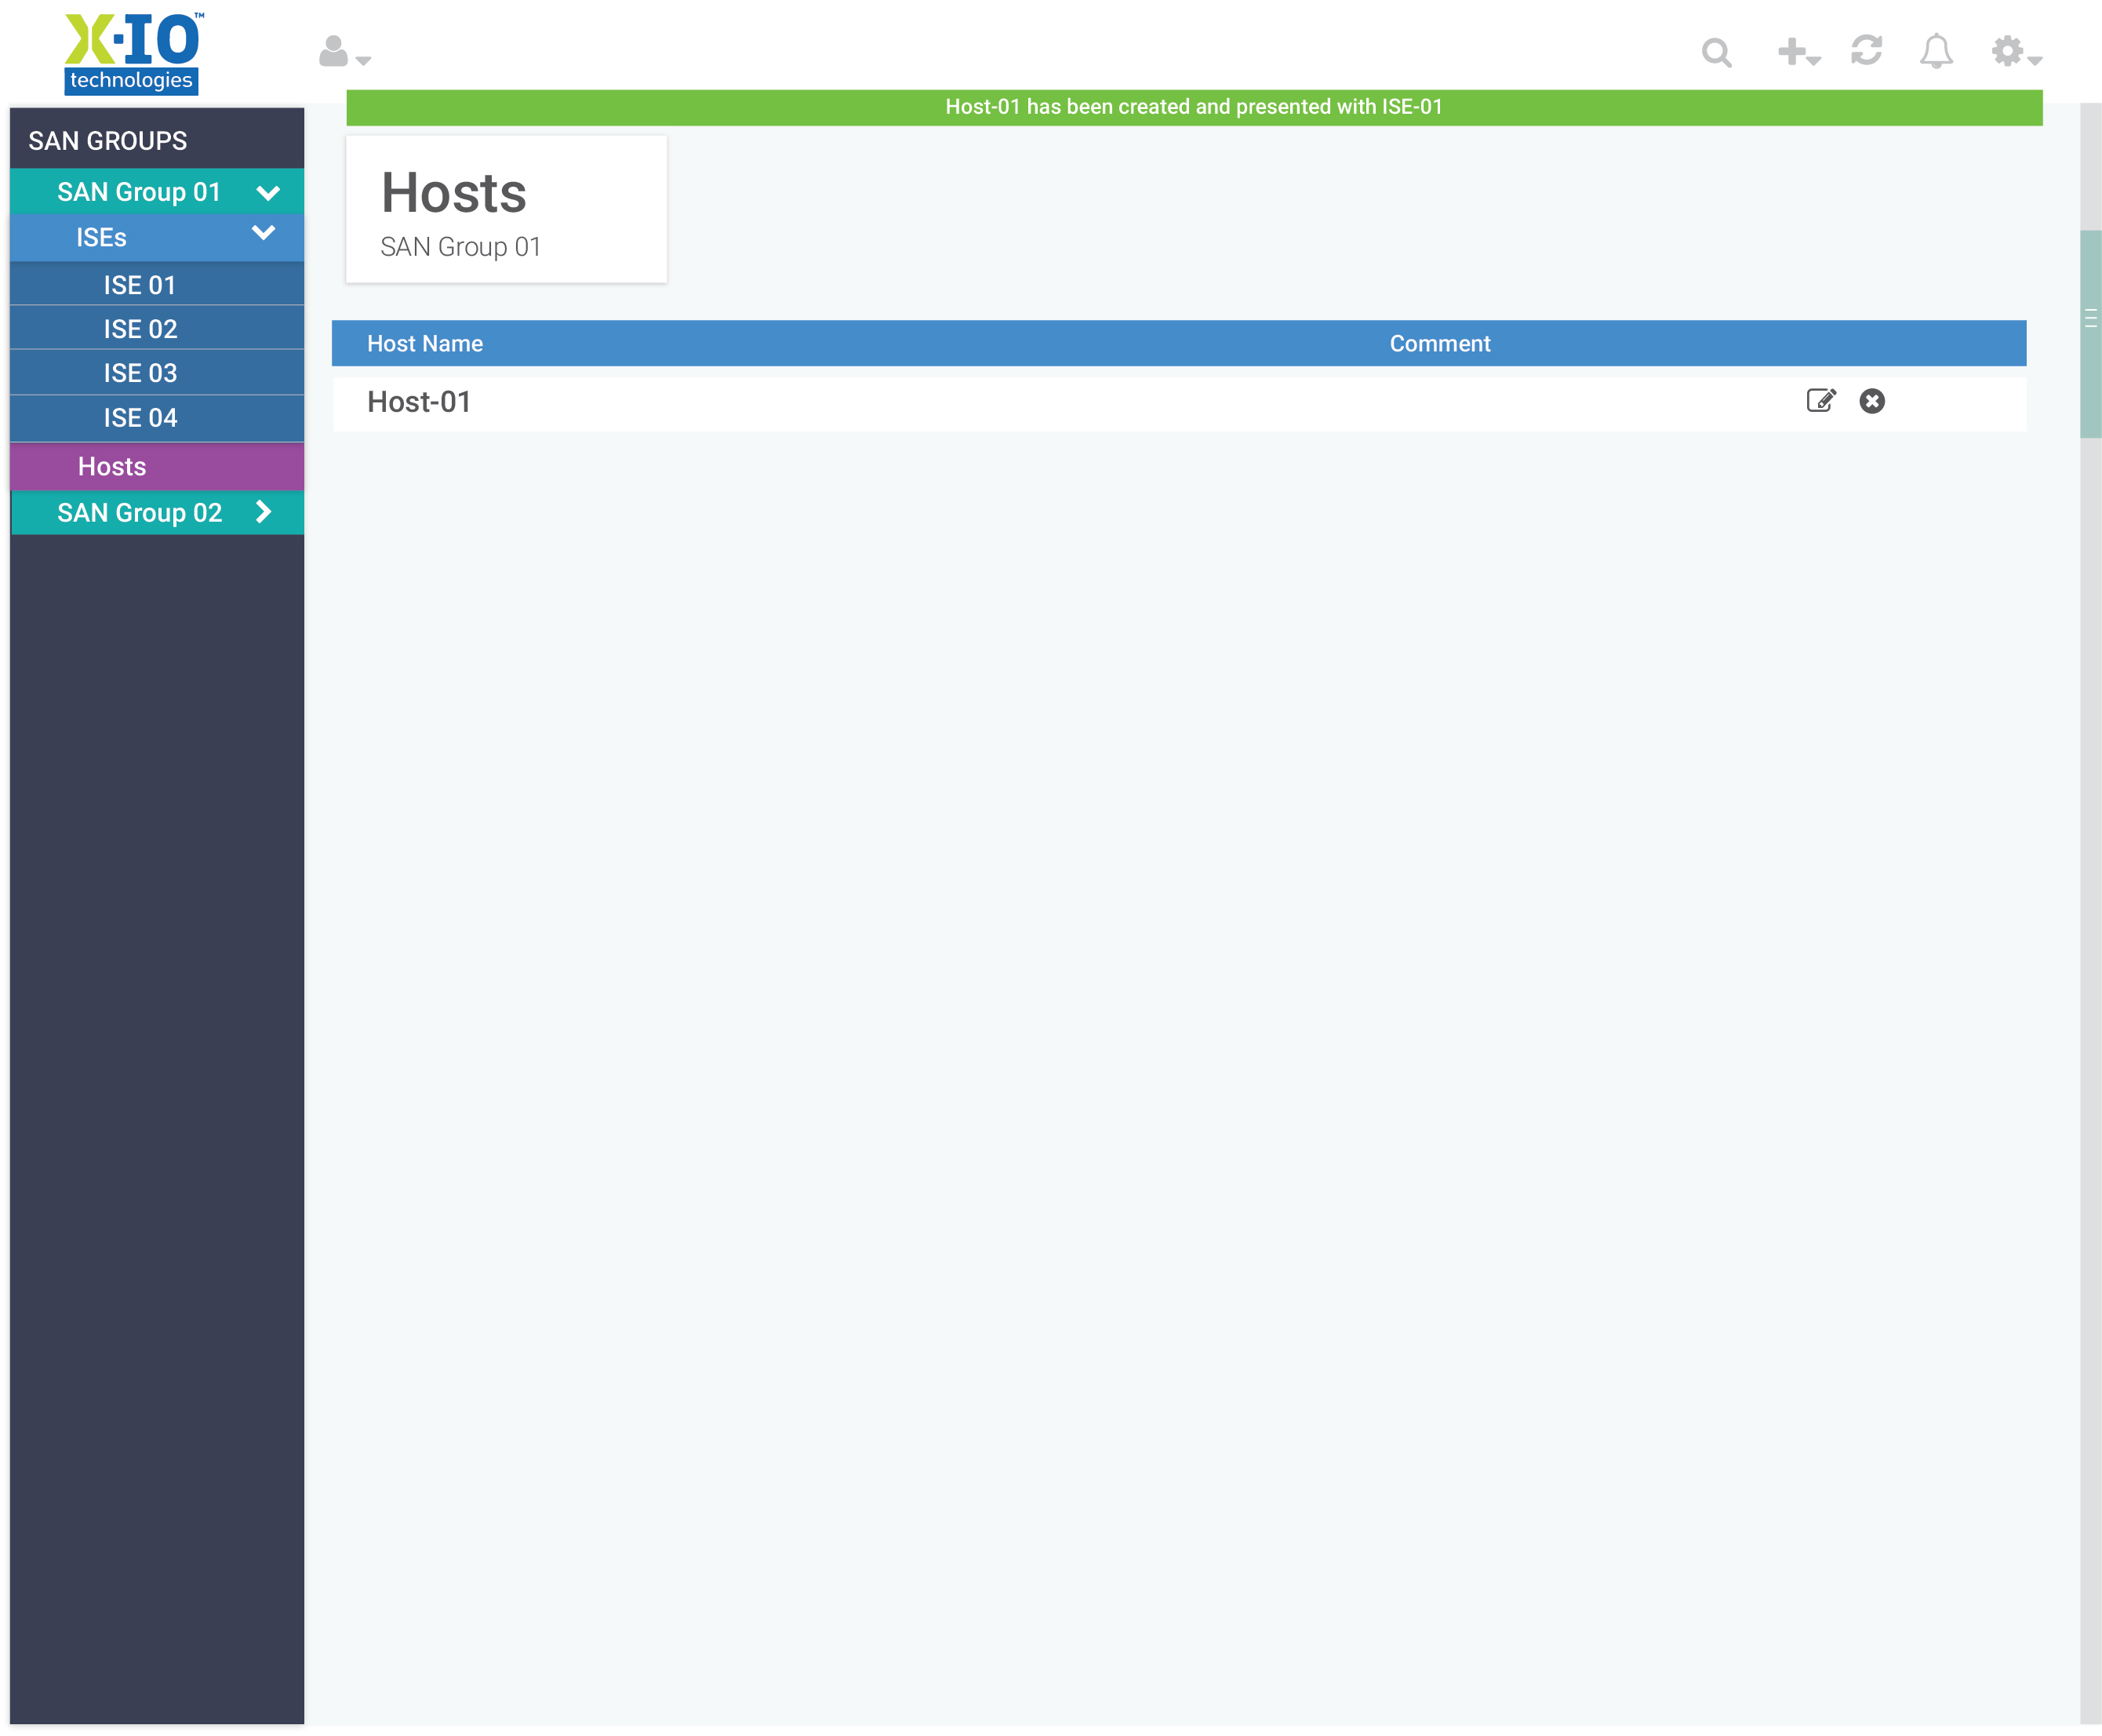 X-IO™
technologies
Host-01 has been created and presented with ISE-01
SAN GROUPS
SAN Group 01
ISEs
ISE 01
ISE 02
ISE 03
ISE 04
Hosts
SAN Group 02
Hosts
SAN Group 01
Host Name Comment
Host-01